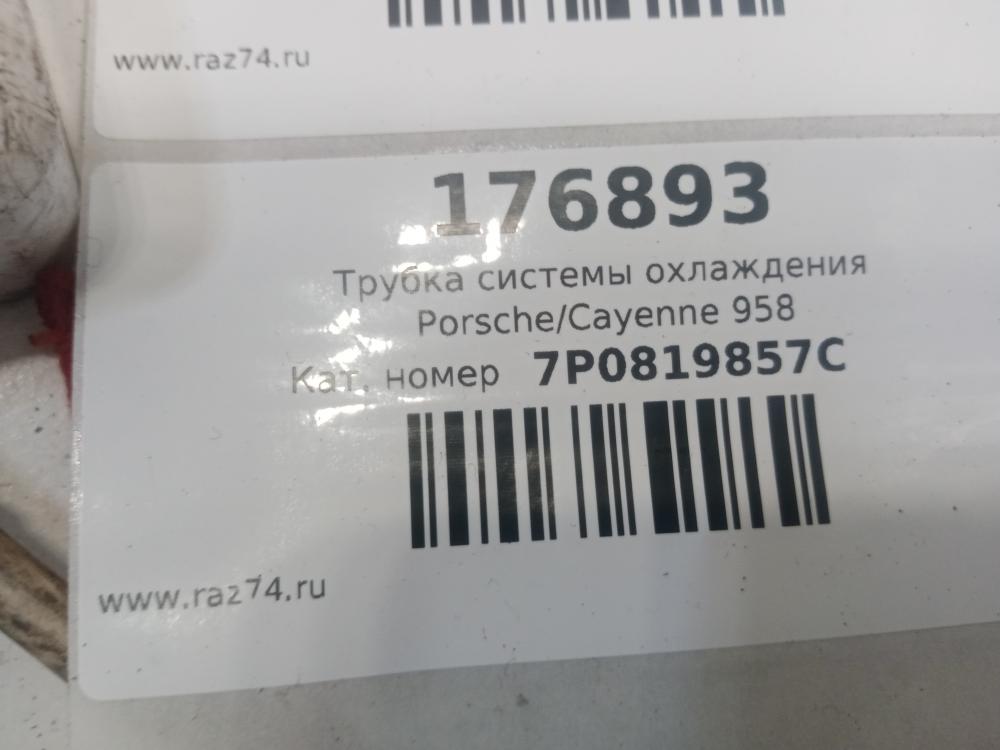 www.raz74.ru
176893
Трубка системы охлаждения
Porsche/Cayenne 958
Кат. номер 7P0819857C
www.raz74.ru